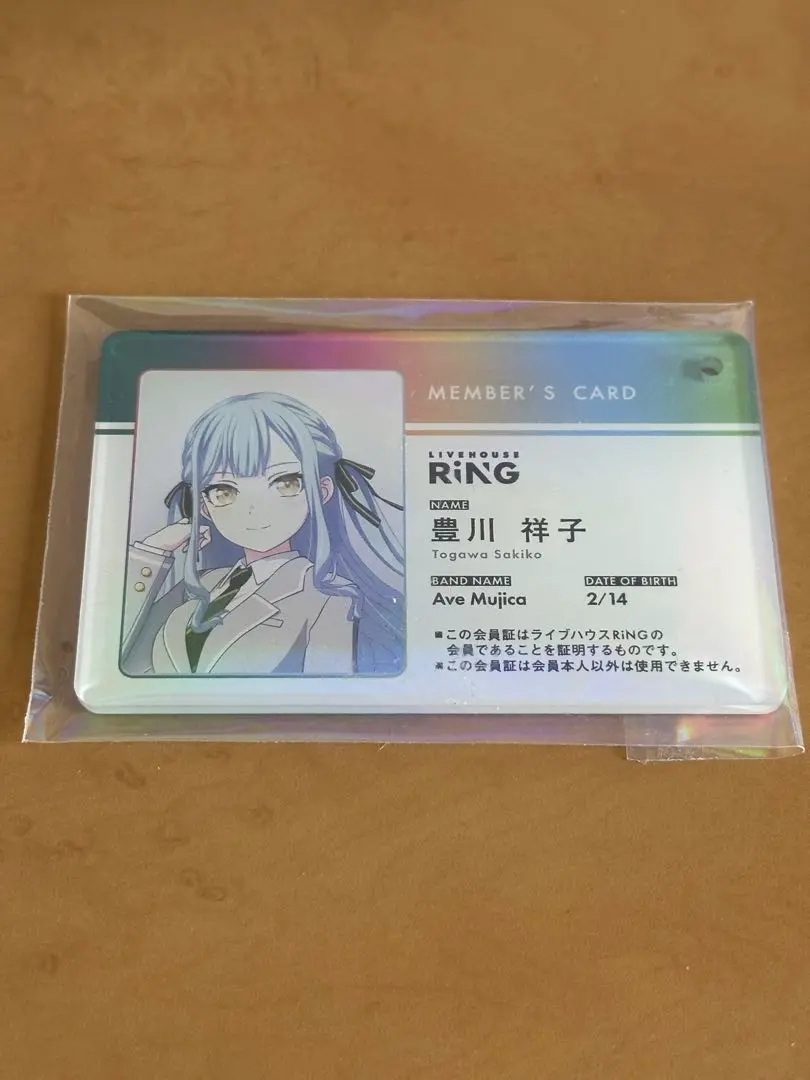 MEMBER'S CARD
LIVEHOUSE
RiNG
NAME
豊川 祥子
Togawa Sakiko
BAND NAME
Ave Mujica
DATE OF BIRTH
2/14
※この会員証はライブハウスRiNGの
会員であることを証明するものです。
※この会員証は会員本人以外は使用できません。